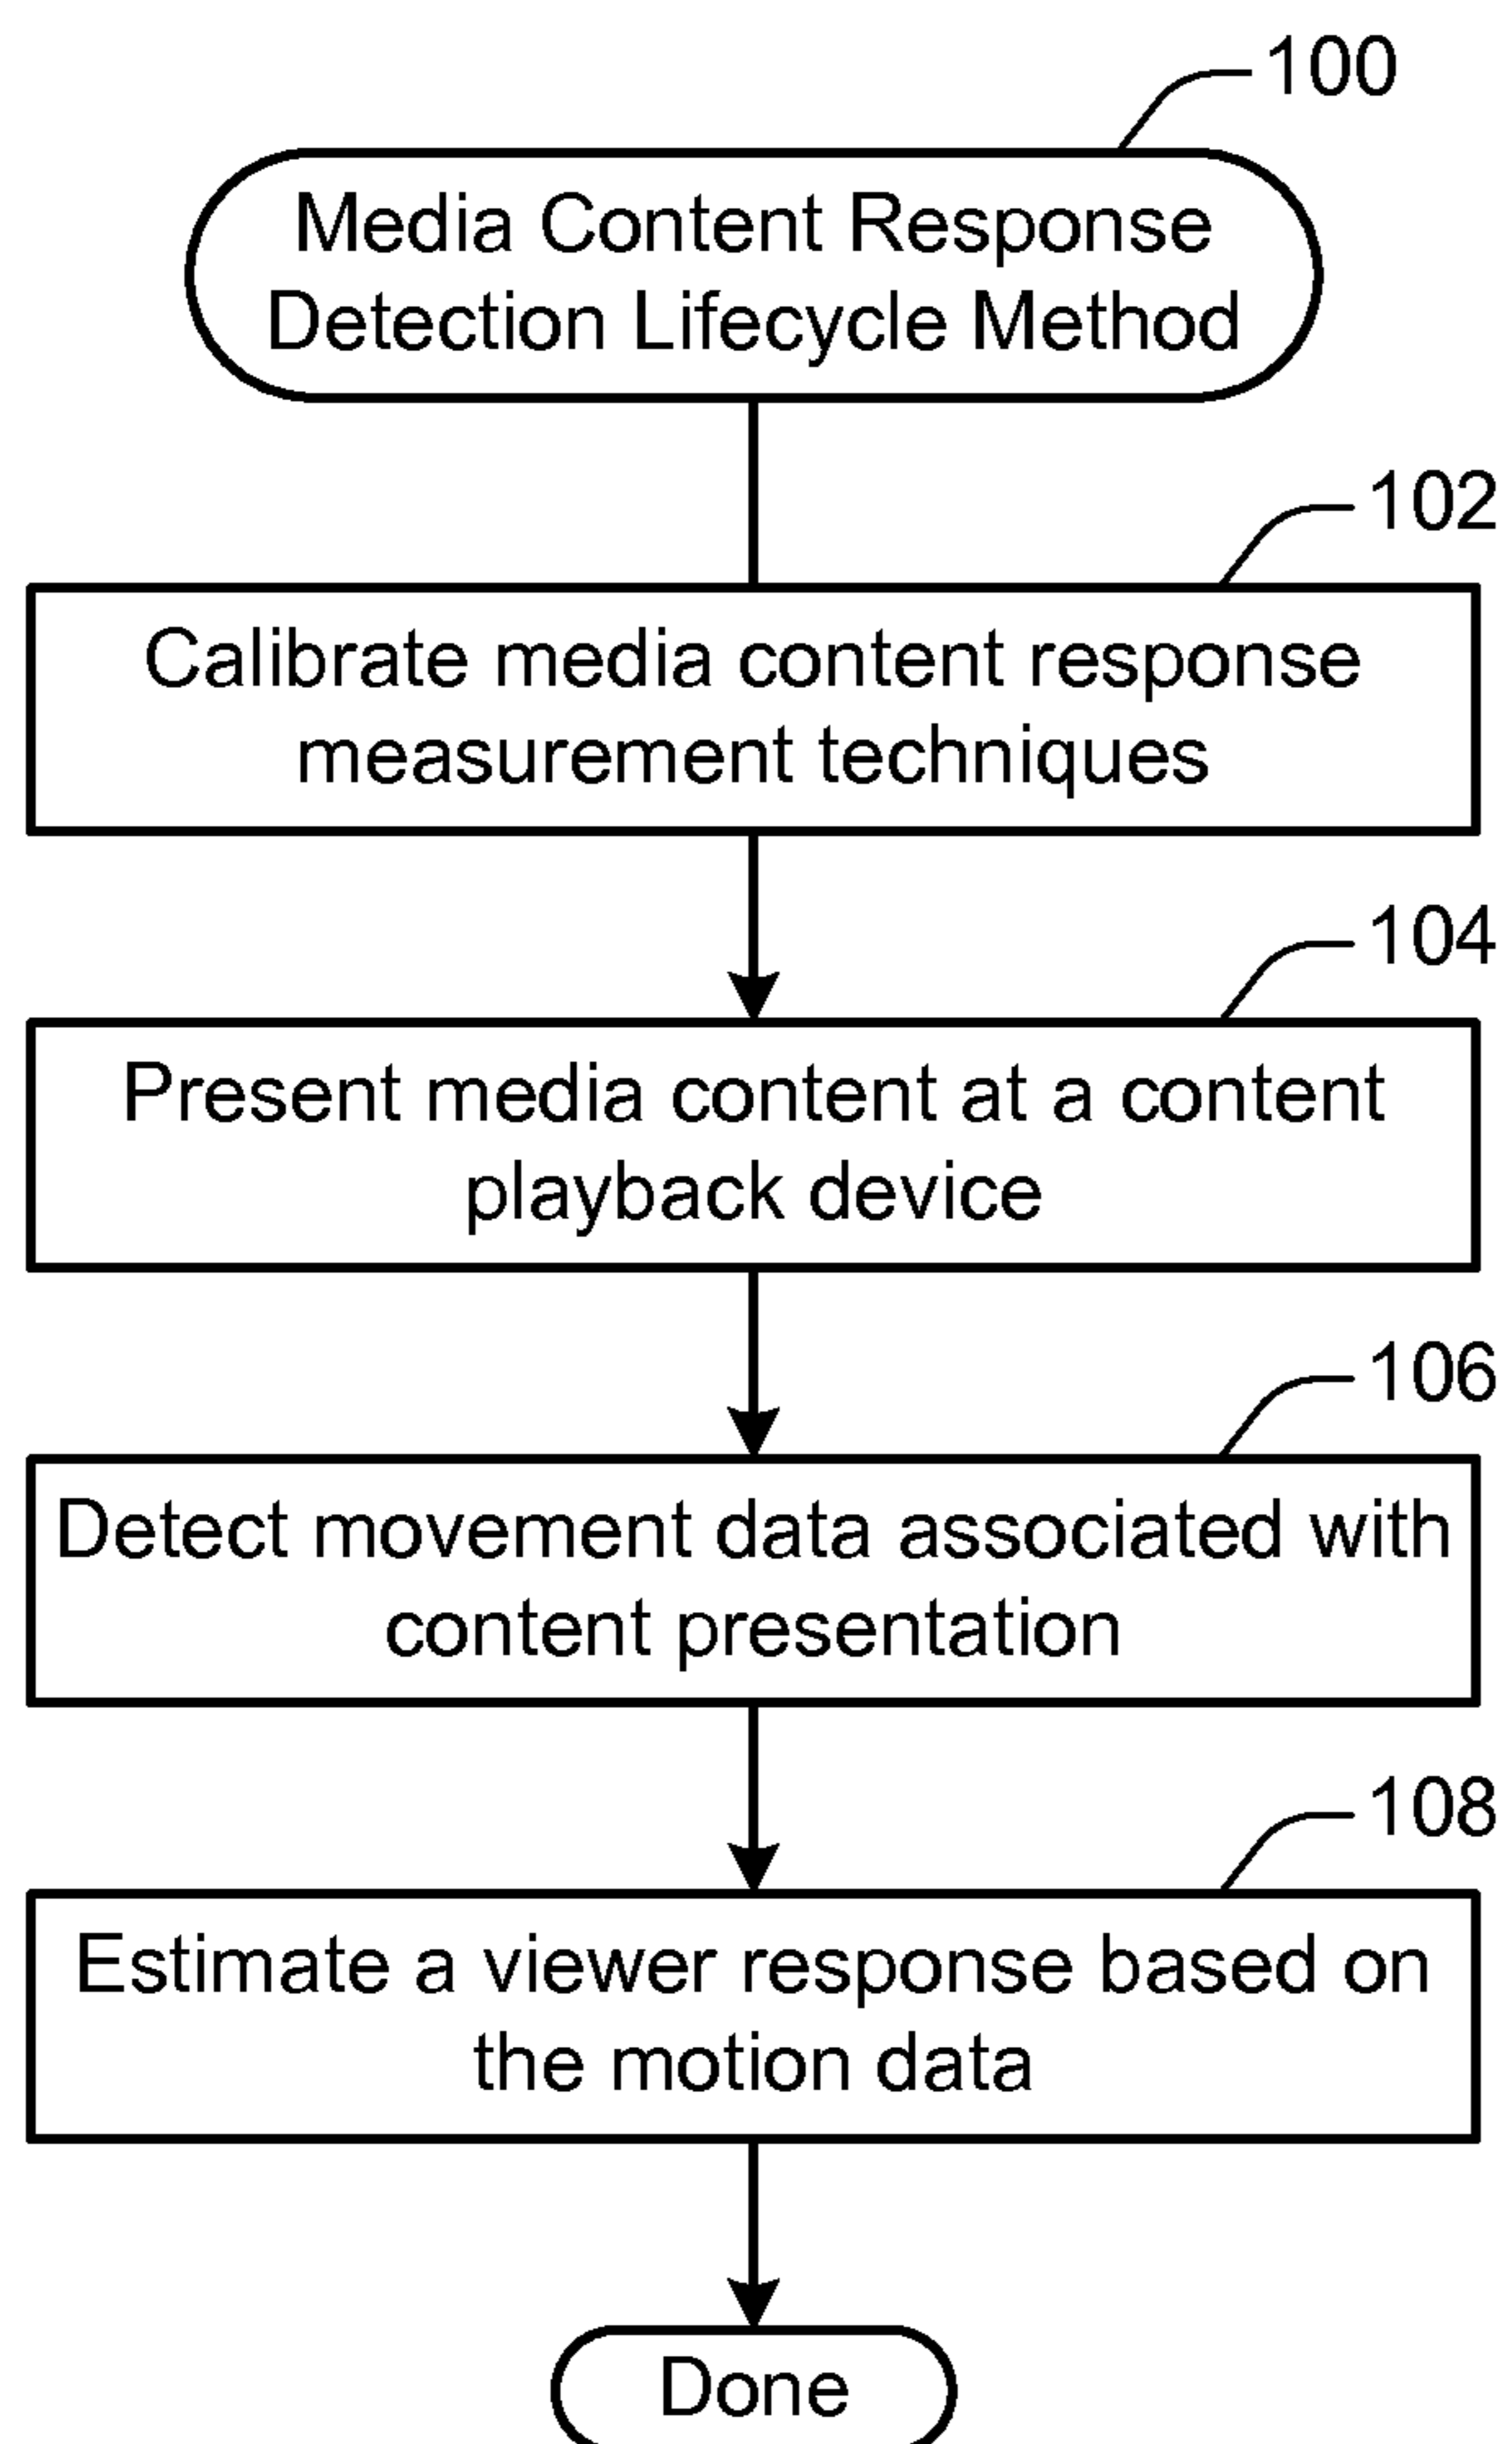 100
Media Content Response
Detection Lifecycle Method
102
Calibrate media content response
measurement techniques
104
Present media content at a content
playback device
106
Detect movement data associated with
content presentation
108
Estimate a viewer response based on
the motion data
Done